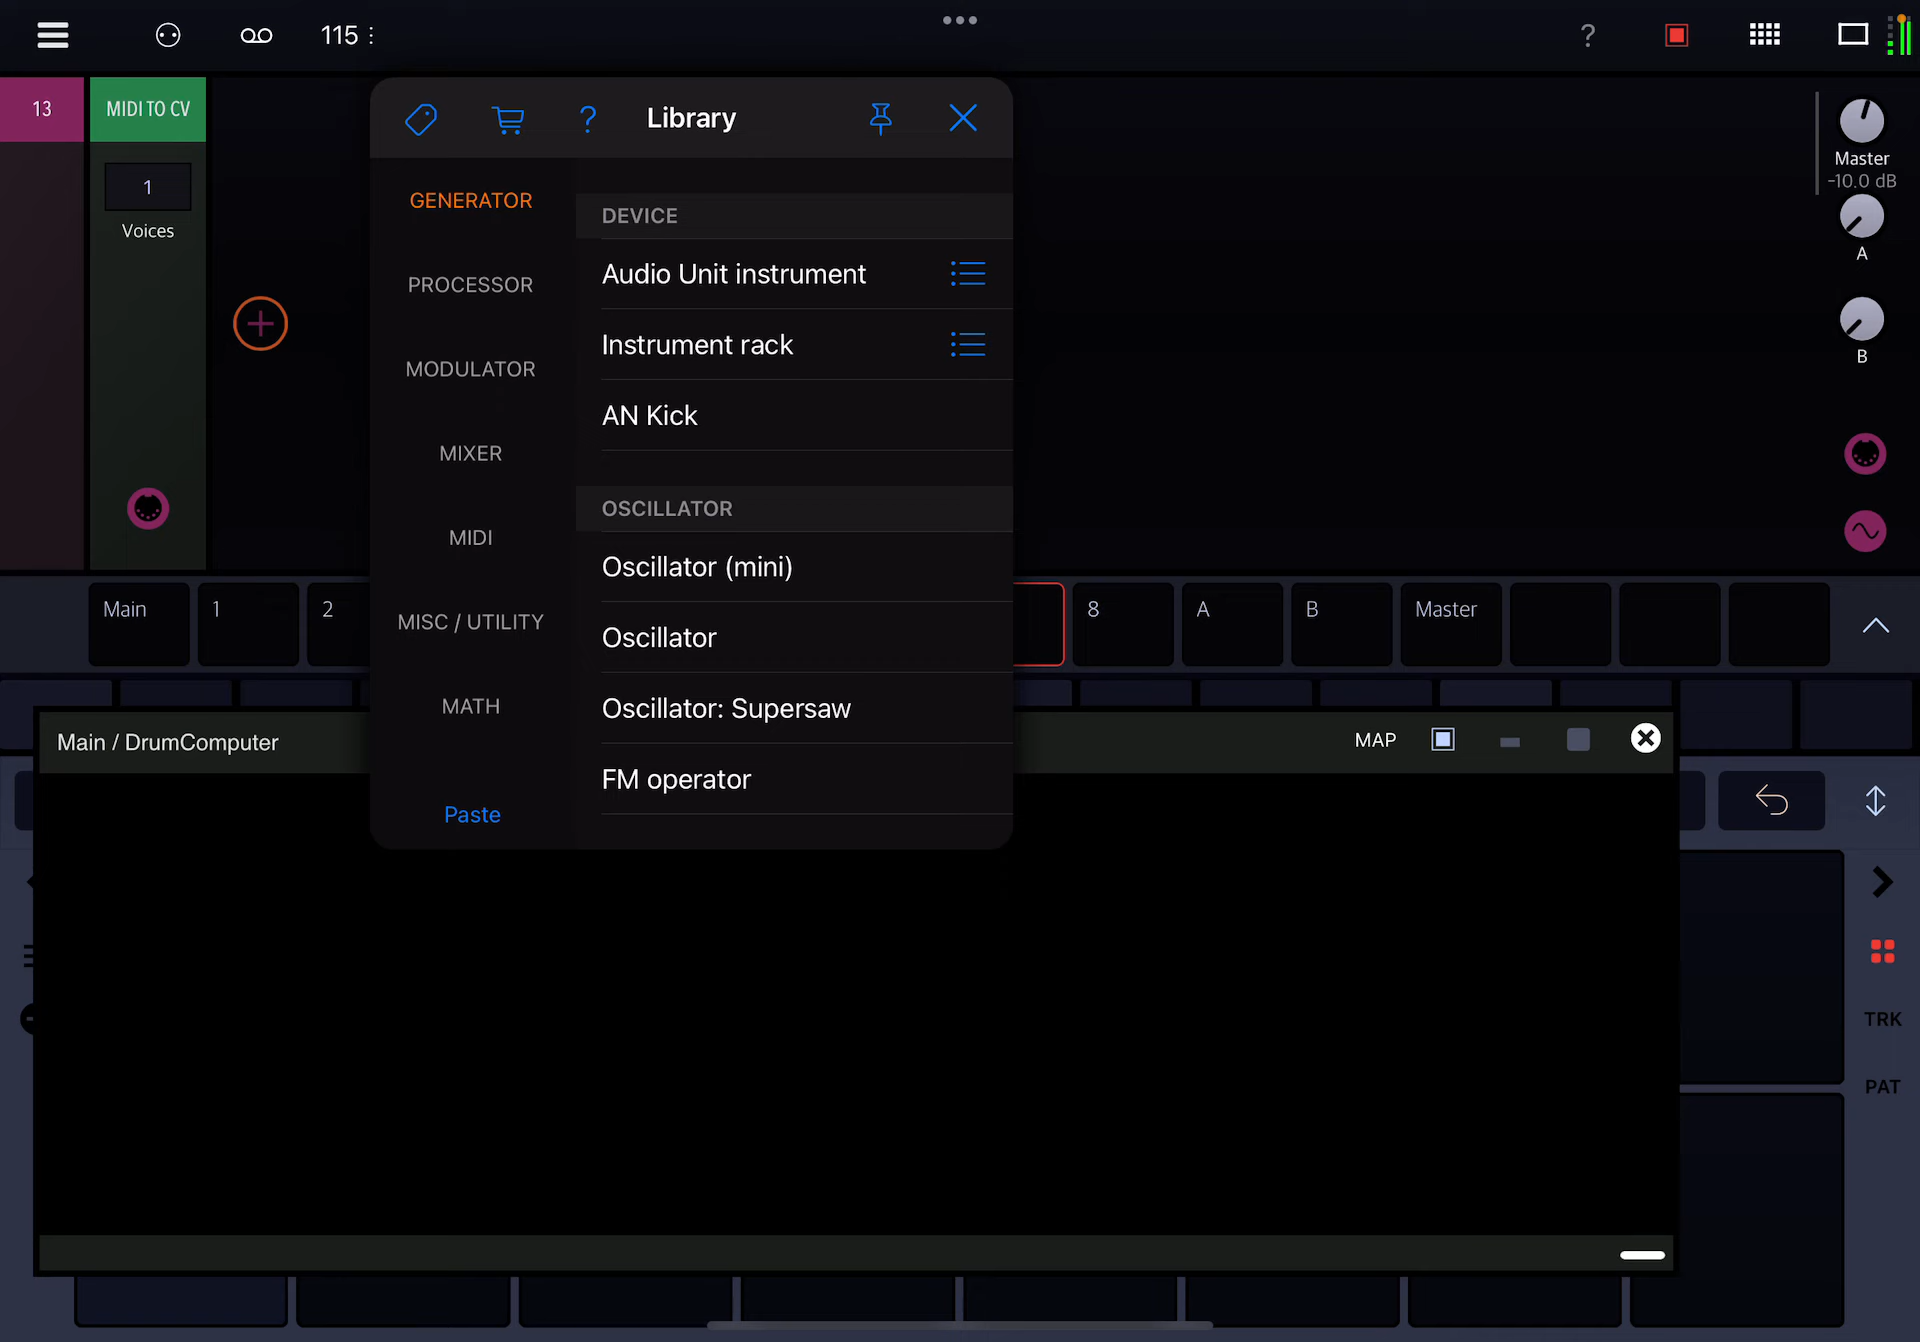 115
?
13
MIDI TO CV
1
Voices
?
Library
GENERATOR
PROCESSOR
MODULATOR
MIXER
MIDI
MISC / UTILITY
MATH
Paste
DEVICE
Audio Unit instrument
Instrument rack
AN Kick
OSCILLATOR
Oscillator (mini)
Oscillator
Oscillator: Supersaw
FM operator
Master
-10.0 dB
A
B
Main
1
2
8
A
B
Master
Main / DrumComputer
MAP
TRK
PAT